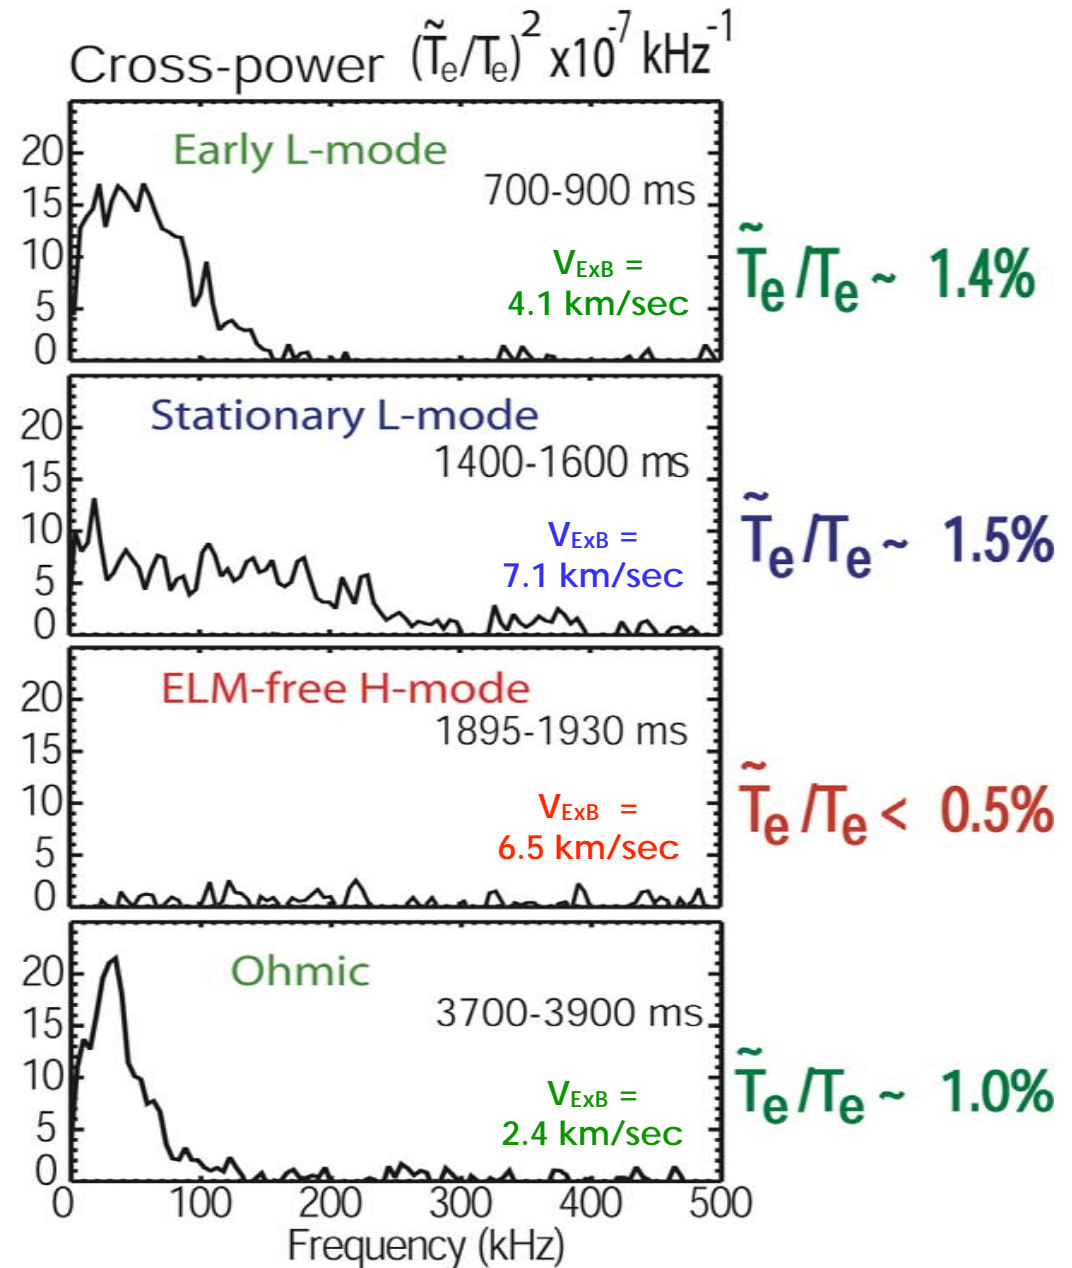 Cross-power (T̃e/Te)² x10⁻⁷ kHz⁻¹
20
15
10
5
0
Early L-mode
700-900 ms
VExB =
4.1 km/sec
T̃e/Te ~ 1.4%
20
15
10
5
0
Stationary L-mode
1400-1600 ms
VExB =
7.1 km/sec
T̃e/Te ~ 1.5%
20
15
10
5
0
ELM-free H-mode
1895-1930 ms
VExB =
6.5 km/sec
T̃e/Te < 0.5%
20
15
10
5
0
Ohmic
3700-3900 ms
VExB =
2.4 km/sec
T̃e/Te ~ 1.0%
0 100 200 300 400 500
Frequency (kHz)